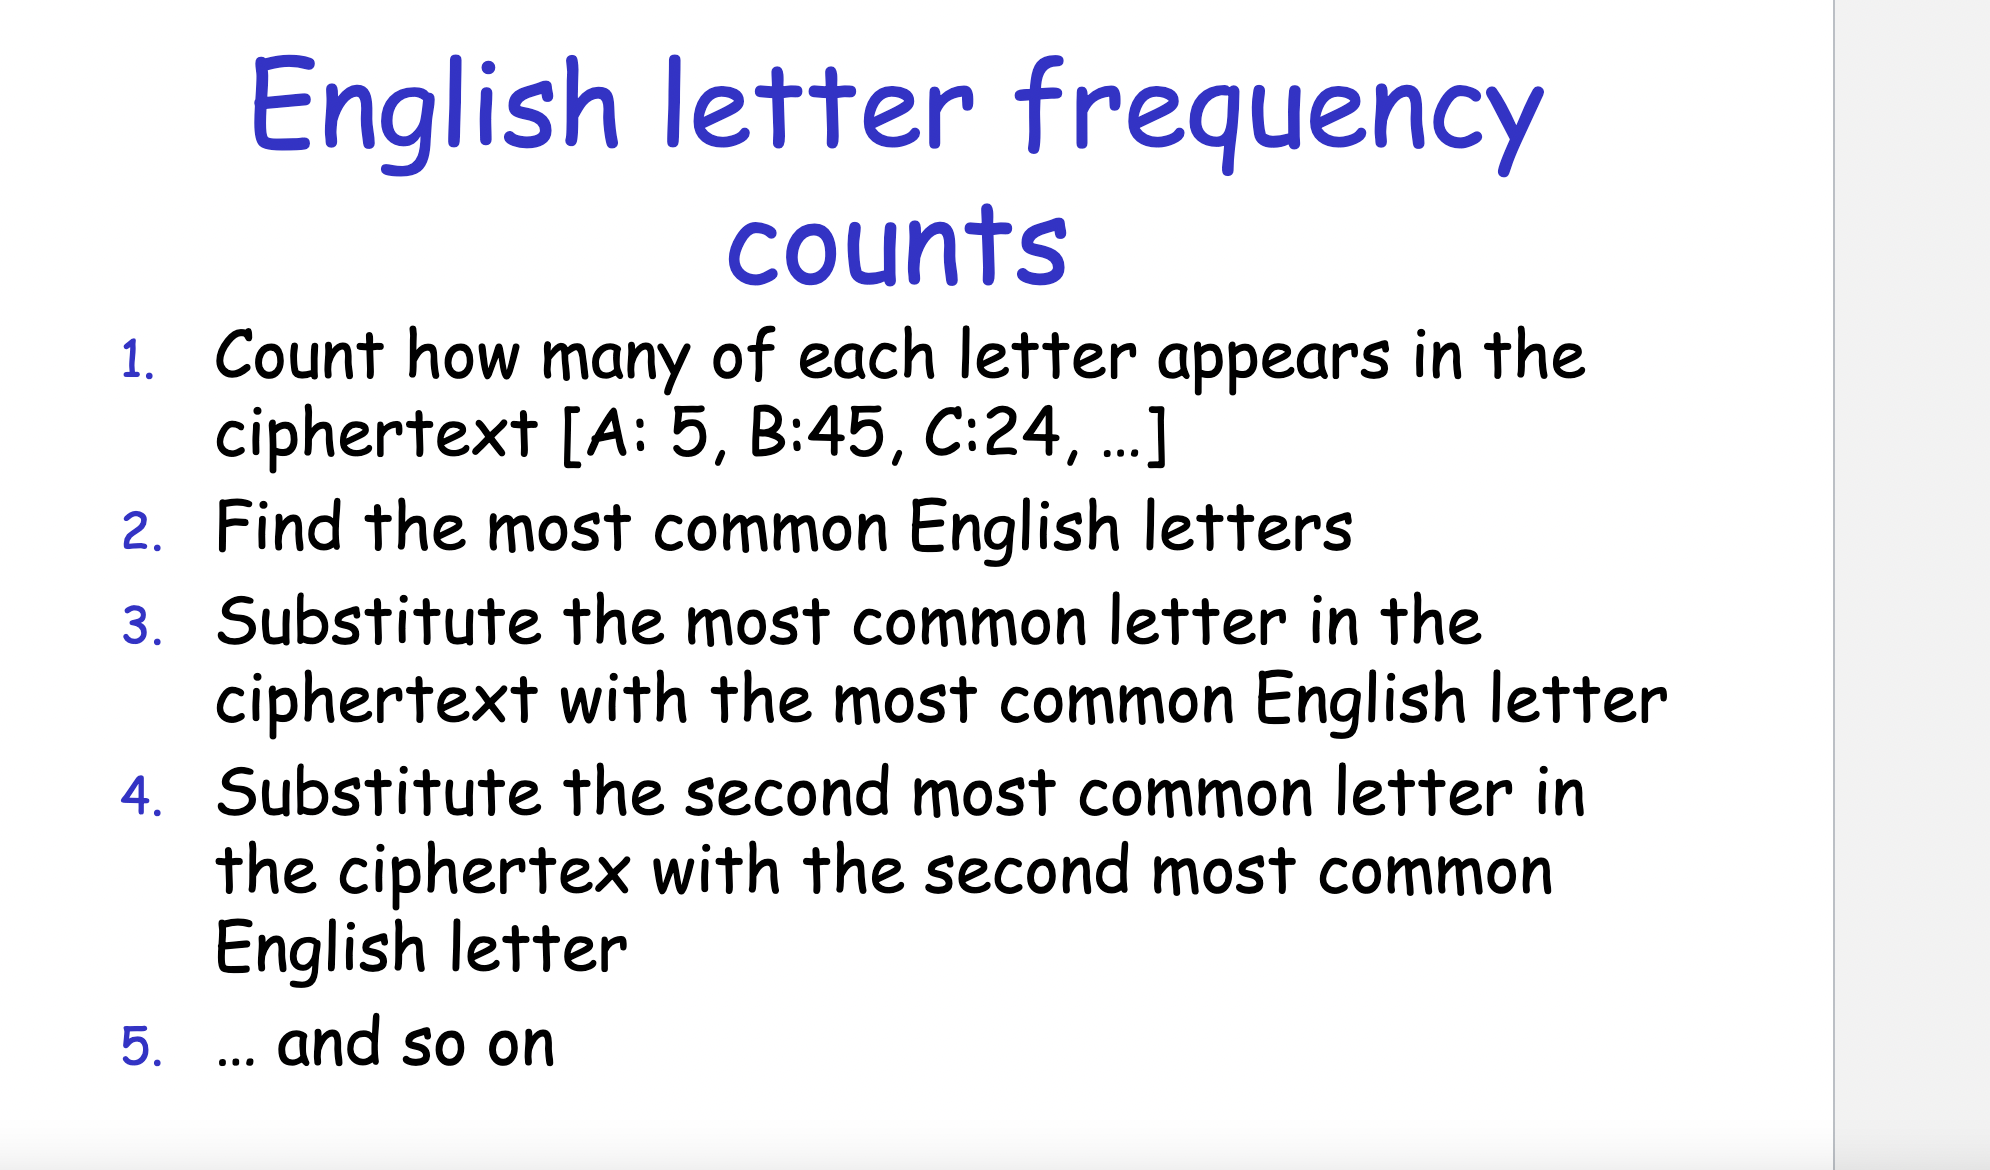 English letter frequency
counts
1. Count how many of each letter appears in the
ciphertext [A: 5, B:45, C:24, ...]
2. Find the most common English letters
3. Substitute the most common letter in the
ciphertext with the most common English letter
4. Substitute the second most common letter in
the ciphertex with the second most common
English letter
5. ... and so on